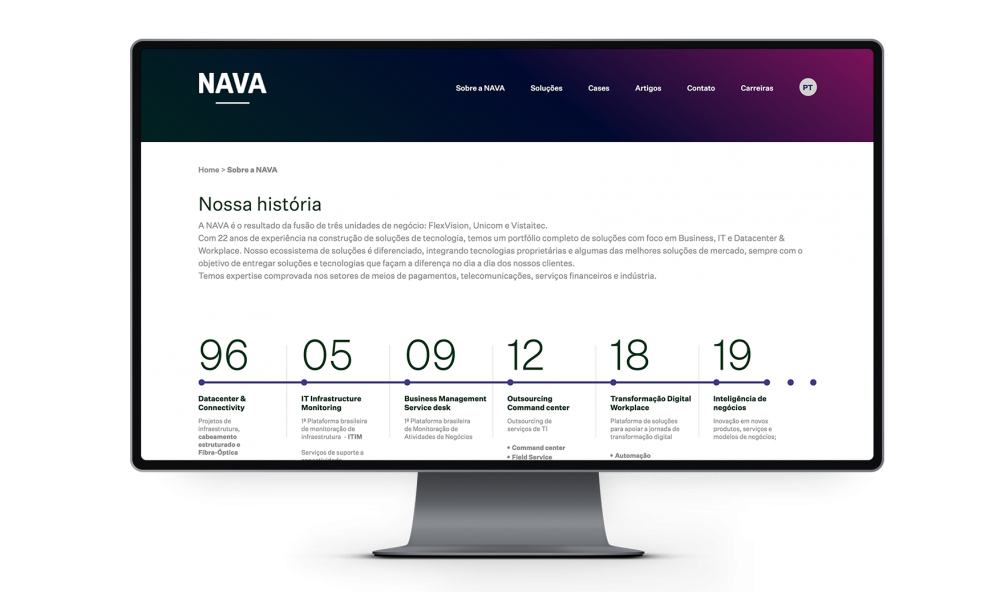 NAVA
Sobre a NAVA Soluções Cases Artigos Contato Carreiras PT
Home > Sobre a NAVA
Nossa história
A NAVA é o resultado da fusão de três unidades de negócio: FlexVision, Unicom e Vistaitec.
Com 22 anos de experiência na construção de soluções de tecnologia, temos um portfólio completo de soluções com foco em Business, IT e Datacenter &
Workplace. Nosso ecossistema de soluções é diferenciado, integrando tecnologias proprietárias e algumas das melhores soluções de mercado, sempre com o
objetivo de entregar soluções e tecnologias que façam a diferença no dia a dia dos nossos clientes.
Temos expertise comprovada nos setores de meios de pagamentos, telecomunicações, serviços financeiros e indústria.
96
Datacenter &
Connectivity
Projetos de
infraestrutura,
cabeamento
estruturado e
Fibra-Óptica
05
IT Infrastructure
Monitoring
1ª Plataforma brasileira
de monitoração de
infraestrutura - ITIM
Serviços de suporte a
conectividade
09
Business Management
Service desk
1ª Plataforma brasileira
de Monitoração de
Atividades de Negócios
12
Outsourcing
Command center
Outsourcing de
serviços de TI
• Command center
• Field Service
18
Transformação Digital
Workplace
Plataforma de soluções
para apoiar a jornada de
transformação digital
• Automação
19
Inteligência de
negócios
Inovação em novos
produtos, serviços e
modelos de negócios;